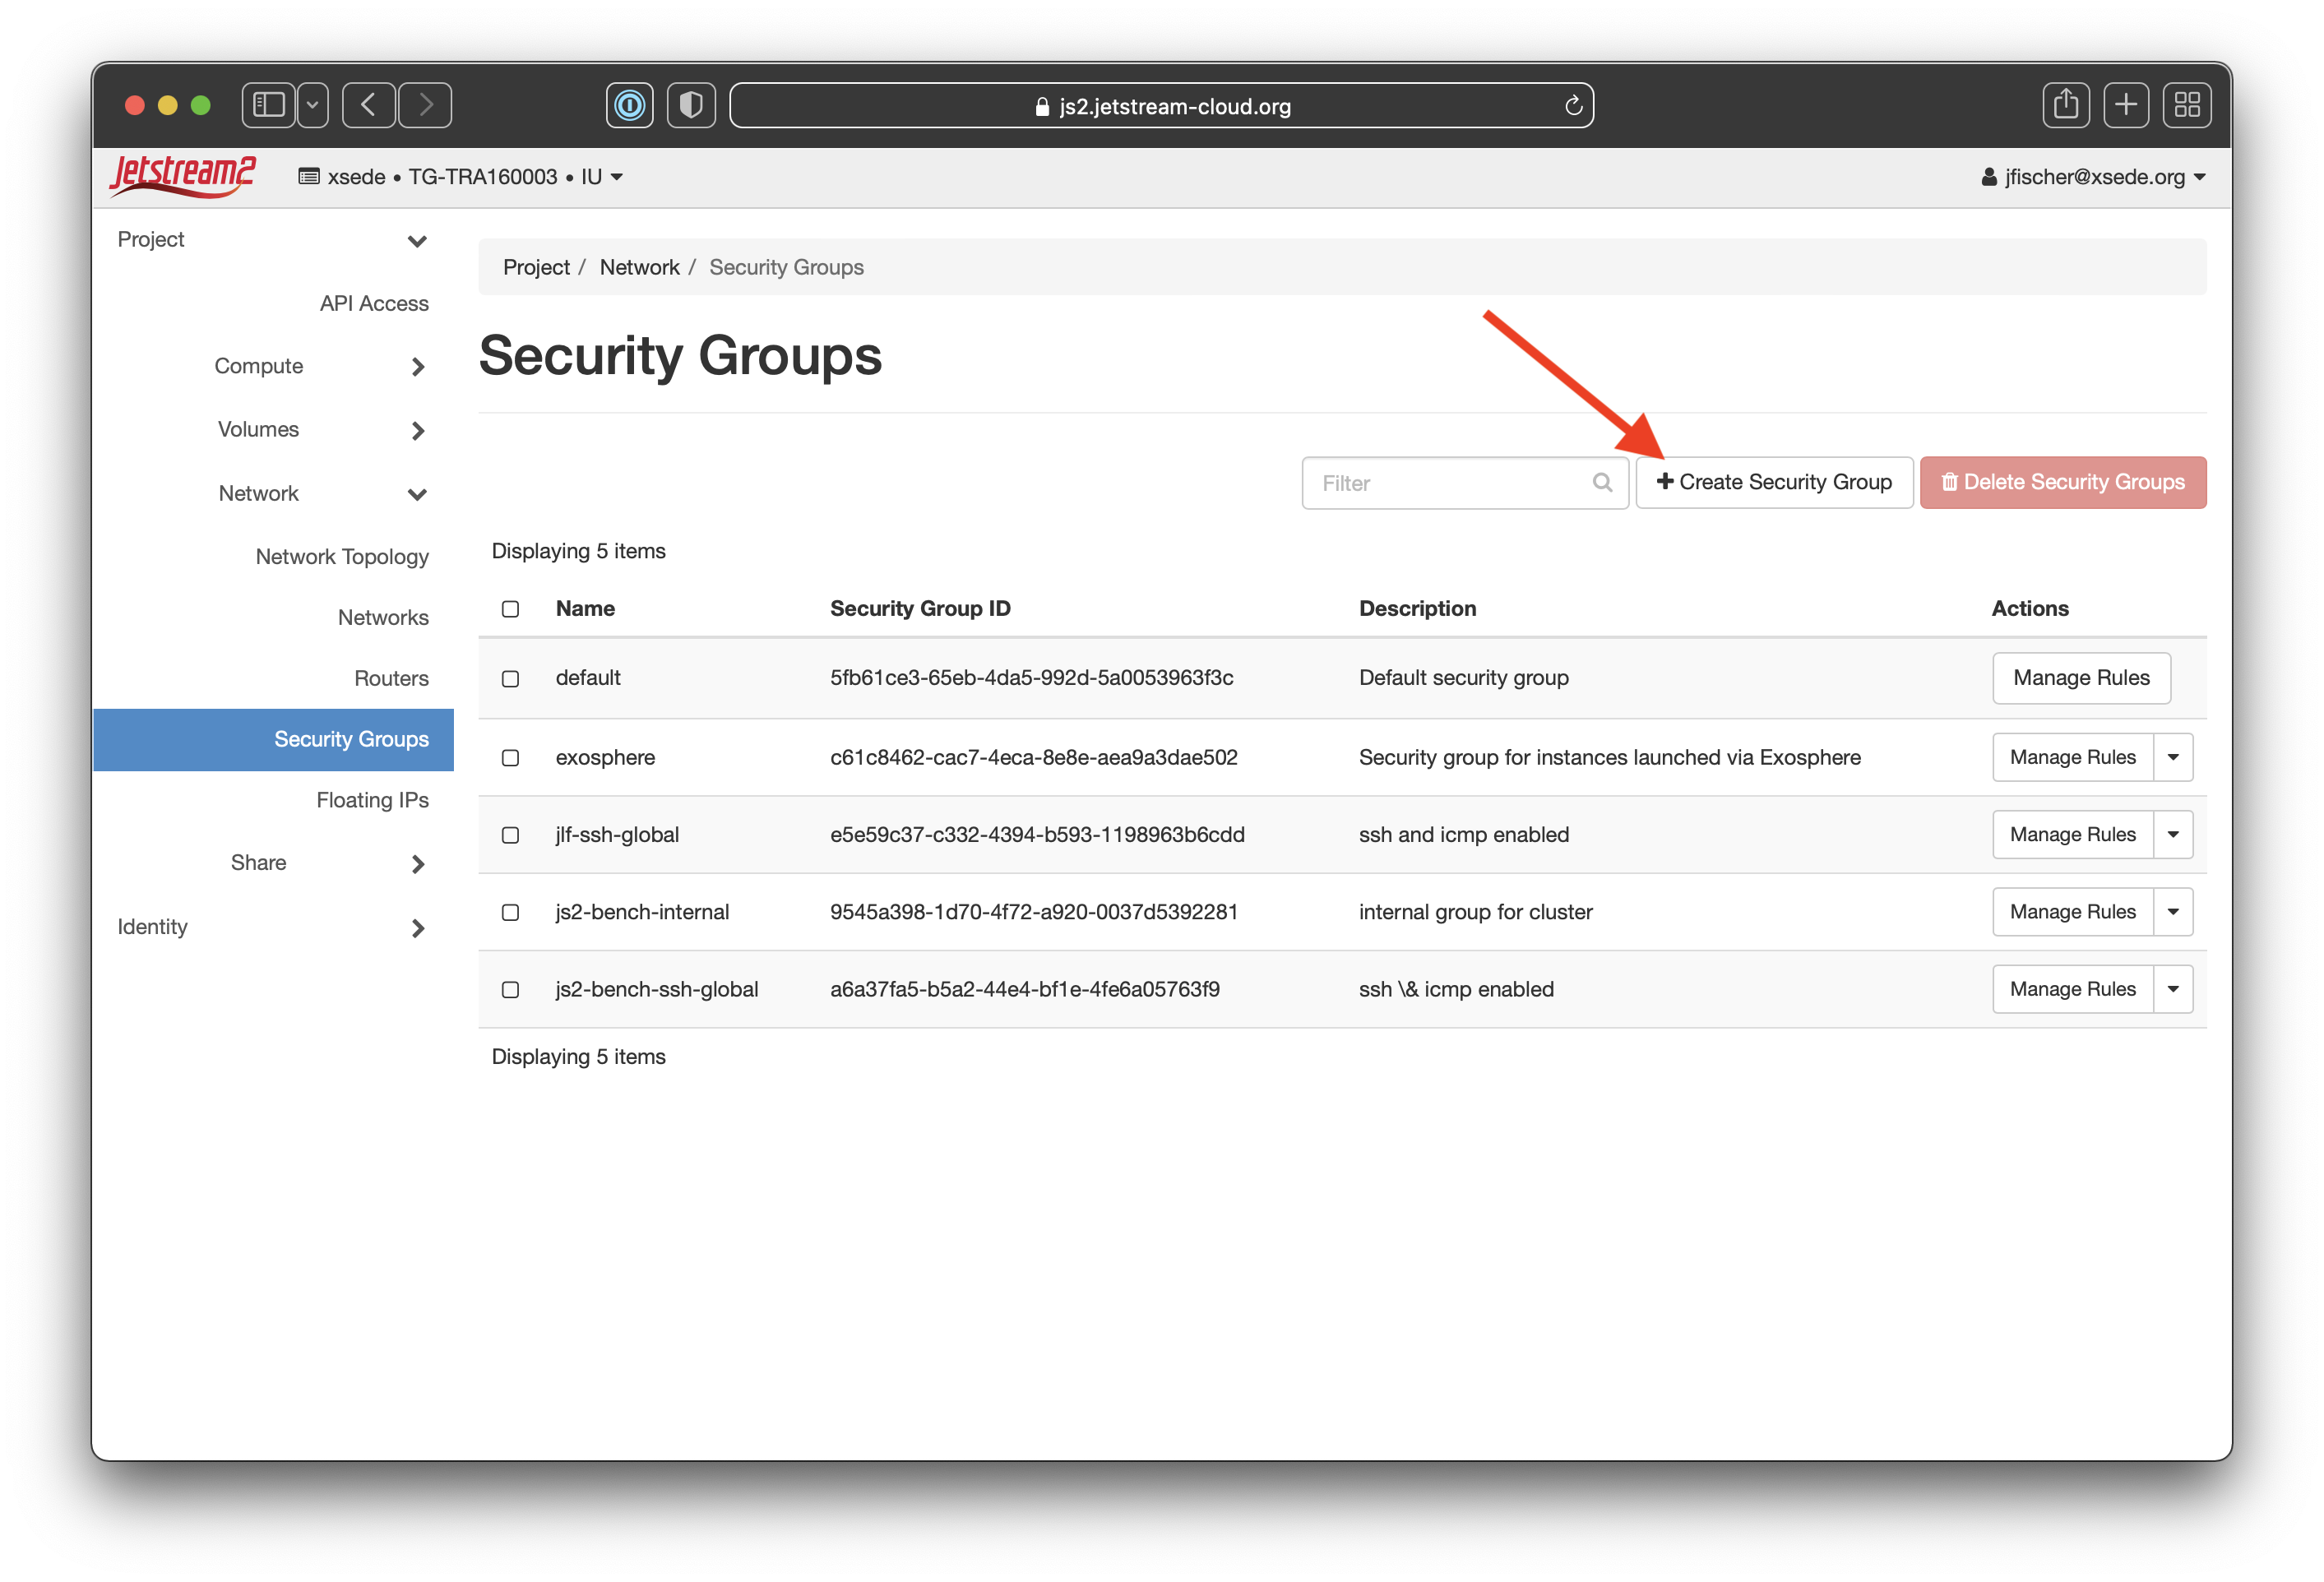 js2.jetstream-cloud.org
Jetstream2
xsede • TG-TRA160003 • IU
jfischer@xsede.org
Project
API Access
Compute
Volumes
Network
Network Topology
Networks
Routers
Security Groups
Floating IPs
Share
Identity
Project / Network / Security Groups
Security Groups
Filter
Create Security Group
Delete Security Groups
Displaying 5 items
Name Security Group ID Description Actions
default 5fb61ce3-65eb-4da5-992d-5a0053963f3c Default security group Manage Rules
exosphere c61c8462-cac7-4eca-8e8e-aea9a3dae502 Security group for instances launched via Exosphere Manage Rules
jlf-ssh-global e5e59c37-c332-4394-b593-1198963b6cdd ssh and icmp enabled Manage Rules
js2-bench-internal 9545a398-1d70-4f72-a920-0037d5392281 internal group for cluster Manage Rules
js2-bench-ssh-global a6a37fa5-b5a2-44e4-bf1e-4fe6a05763f9 ssh \& icmp enabled Manage Rules
Displaying 5 items